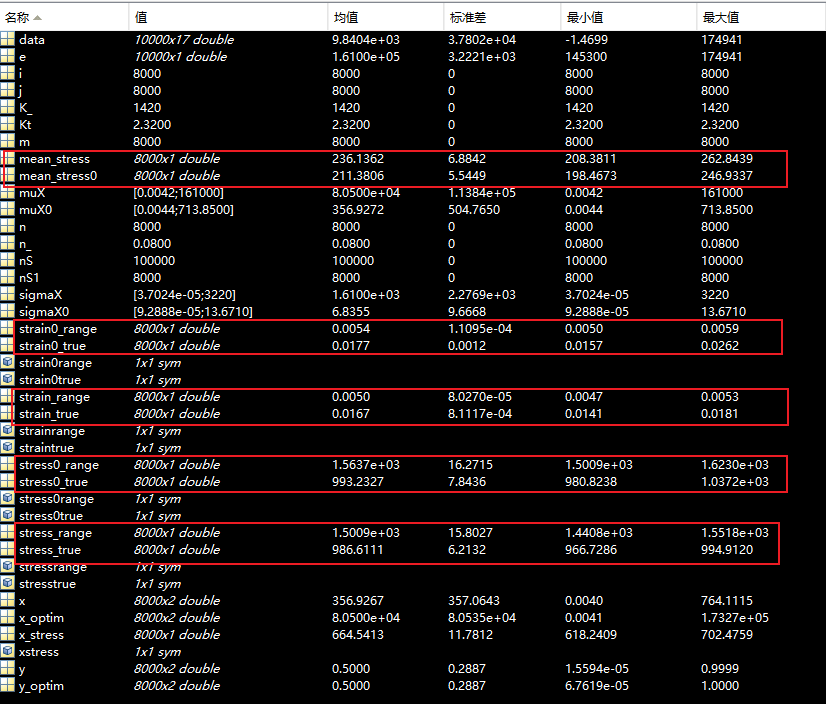 名称 值 均值 标准差 最小值 最大值
data 10000x17 double 9.8404e+03 3.7802e+04 -1.4699 174941
e 10000x1 double 1.6100e+05 3.2221e+03 145300 174941
i 8000 8000 0 8000 8000
j 8000 8000 0 8000 8000
K_ 1420 1420 0 1420 1420
Kt 2.3200 2.3200 0 2.3200 2.3200
m 8000 8000 0 8000 8000
mean_stress 8000x1 double 236.1362 6.8842 208.3811 262.8439
mean_stress0 8000x1 double 211.3806 5.5449 198.4673 246.9337
muX [0.0042;161000] 8.0500e+04 1.1384e+05 0.0042 161000
muX0 [0.0044;713.8500] 356.9272 504.7650 0.0044 713.8500
n 8000 8000 0 8000 8000
n_ 0.0800 0.0800 0 0.0800 0.0800
nS 100000 100000 0 100000 100000
nS1 8000 8000 0 8000 8000
sigmaX [3.7024e-05;3220] 1.6100e+03 2.2769e+03 3.7024e-05 3220
sigmaX0 [9.2888e-05;13.6710] 6.8355 9.6668 9.2888e-05 13.6710
strain0_range 8000x1 double 0.0054 1.1095e-04 0.0050 0.0059
strain0_true 8000x1 double 0.0177 0.0012 0.0157 0.0262
strain0range 1x1 sym
strain0true 1x1 sym
strain_range 8000x1 double 0.0050 8.0270e-05 0.0047 0.0053
strain_true 8000x1 double 0.0167 8.1117e-04 0.0141 0.0181
strainrange 1x1 sym
straintrue 1x1 sym
stress0_range 8000x1 double 1.5637e+03 16.2715 1.5009e+03 1.6230e+03
stress0_true 8000x1 double 993.2327 7.8436 980.8238 1.0372e+03
stress0range 1x1 sym
stress0true 1x1 sym
stress_range 8000x1 double 1.5009e+03 15.8027 1.4408e+03 1.5518e+03
stress_true 8000x1 double 986.6111 6.2132 966.7286 994.9120
stressrange 1x1 sym
stresstrue 1x1 sym
x 8000x2 double 356.9267 357.0643 0.0040 764.1115
x_optim 8000x2 double 8.0500e+04 8.0535e+04 0.0041 1.7327e+05
x_stress 8000x1 double 664.5413 11.7812 618.2409 702.4759
xstress 1x1 sym
y 8000x2 double 0.5000 0.2887 1.5594e-05 0.9999
y_optim 8000x2 double 0.5000 0.2887 6.7619e-05 1.0000